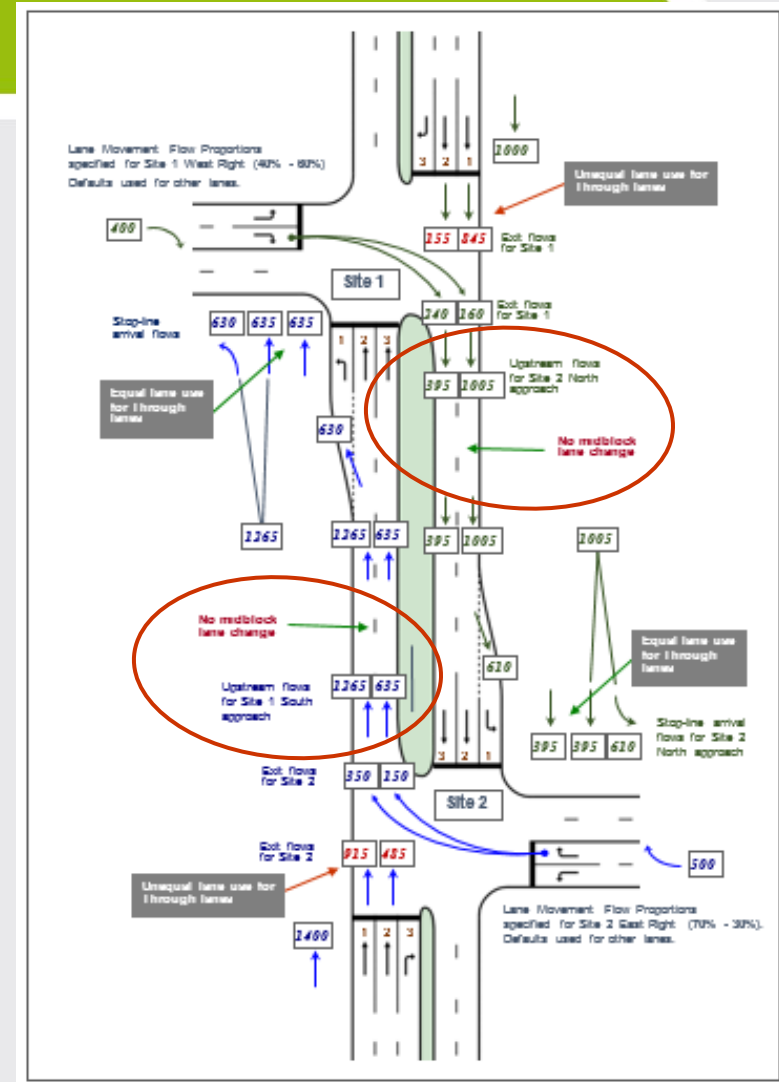 Lane Movement Flow Proportions
specified for Site 1 West Right (40% - 60%)
Defaults used for other lanes.
1000
3 2 1
Unequal lane use for
Through lanes
400
155 845
Exit flows
for Site 1
Site 1
240 160
Exit flows
for Site 1
Stop-line
arrival flows
630 635 635
1 2 3
Upstream flows
for Site 2 North
approach
395 1005
Equal lane use
for Through
lanes
630
No midblock
lane change
1265
1265 635
395 1005
1005
No midblock
lane change
Equal lane use
for Through
lanes
610
Upstream flows
for Site 1 South
approach
1265 635
Stop-line arrival
flows for Site 2
North approach
395 395 610
3 2 1
Exit flows
for Site 2
350 150
Site 2
Exit flows
for Site 2
915 485
500
Unequal lane use for
Through lanes
Lane Movement Flow Proportions
specified for Site 2 East Right (70% - 30%).
Defaults used for other lanes.
1400
1 2 3